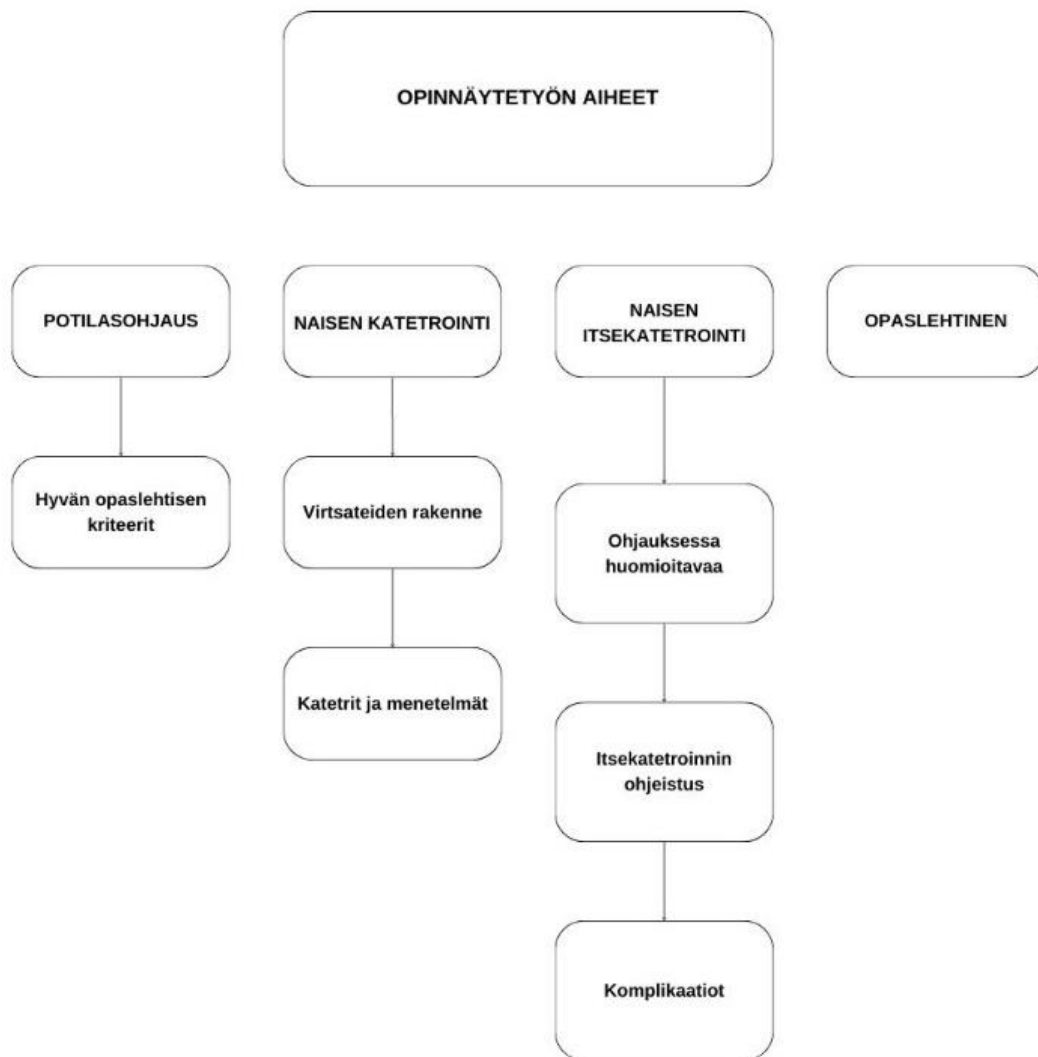 OPINNÄYTETYÖN AIHEET
POTILASOHJAUS
NAISEN KATETROINTI
NAISEN
ITSEKATETROINTI
OPASLEHTINEN
Hyvän opaslehtisen
kriteerit
Virtsateiden rakenne
Ohjauksessa
huomioitavaa
Katetrit ja menetelmät
Itsekatetroinnin
ohjeistus
Komplikaatiot